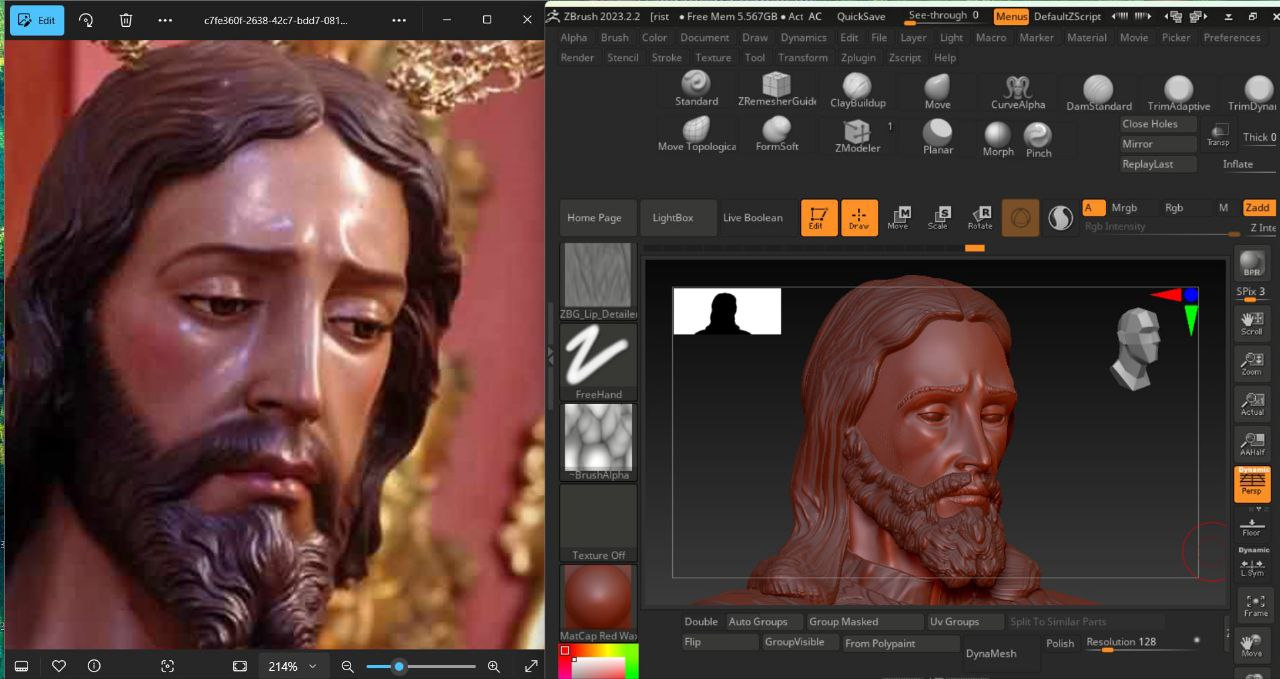 Edit
c7fe360f-2638-42c7-bdd7-081...
214%
ZBrush 2023.2.2 [rist • Free Mem 5.567GB • Act AC QuickSave See-through 0 Menus DefaultZScript
Alpha Brush Color Document Draw Dynamics Edit File Layer Light Macro Marker Material Movie Picker Preferences
Render Stencil Stroke Texture Tool Transform Zplugin Zscript Help
Standard ZRemesherGuide ClayBuildup Move CurveAlpha DamStandard TrimAdaptive TrimDyna
Move Topologica FormSoft ZModeler 1 Planar Morph Pinch
Close Holes
Mirror
ReplayLast
Transp
Thick 0
Inflate
Home Page LightBox Live Boolean Edit Draw Move Scale Rotate
A Mrgb Rgb M Zadd
Rgb Intensity Z Inte
ZBG_Lip_Detailer
FreeHand
~BrushAlpha
Texture Off
MatCap Red Wax
BPR
SPix 3
Scroll
Zoom
Actual
AAHalf
Dynamic
Persp
Floor
Dynamic
L.Sym
Frame
Move
Double Auto Groups Group Masked Uv Groups Split To Similar Parts
Flip GroupVisible From Polypaint DynaMesh Polish Resolution 128